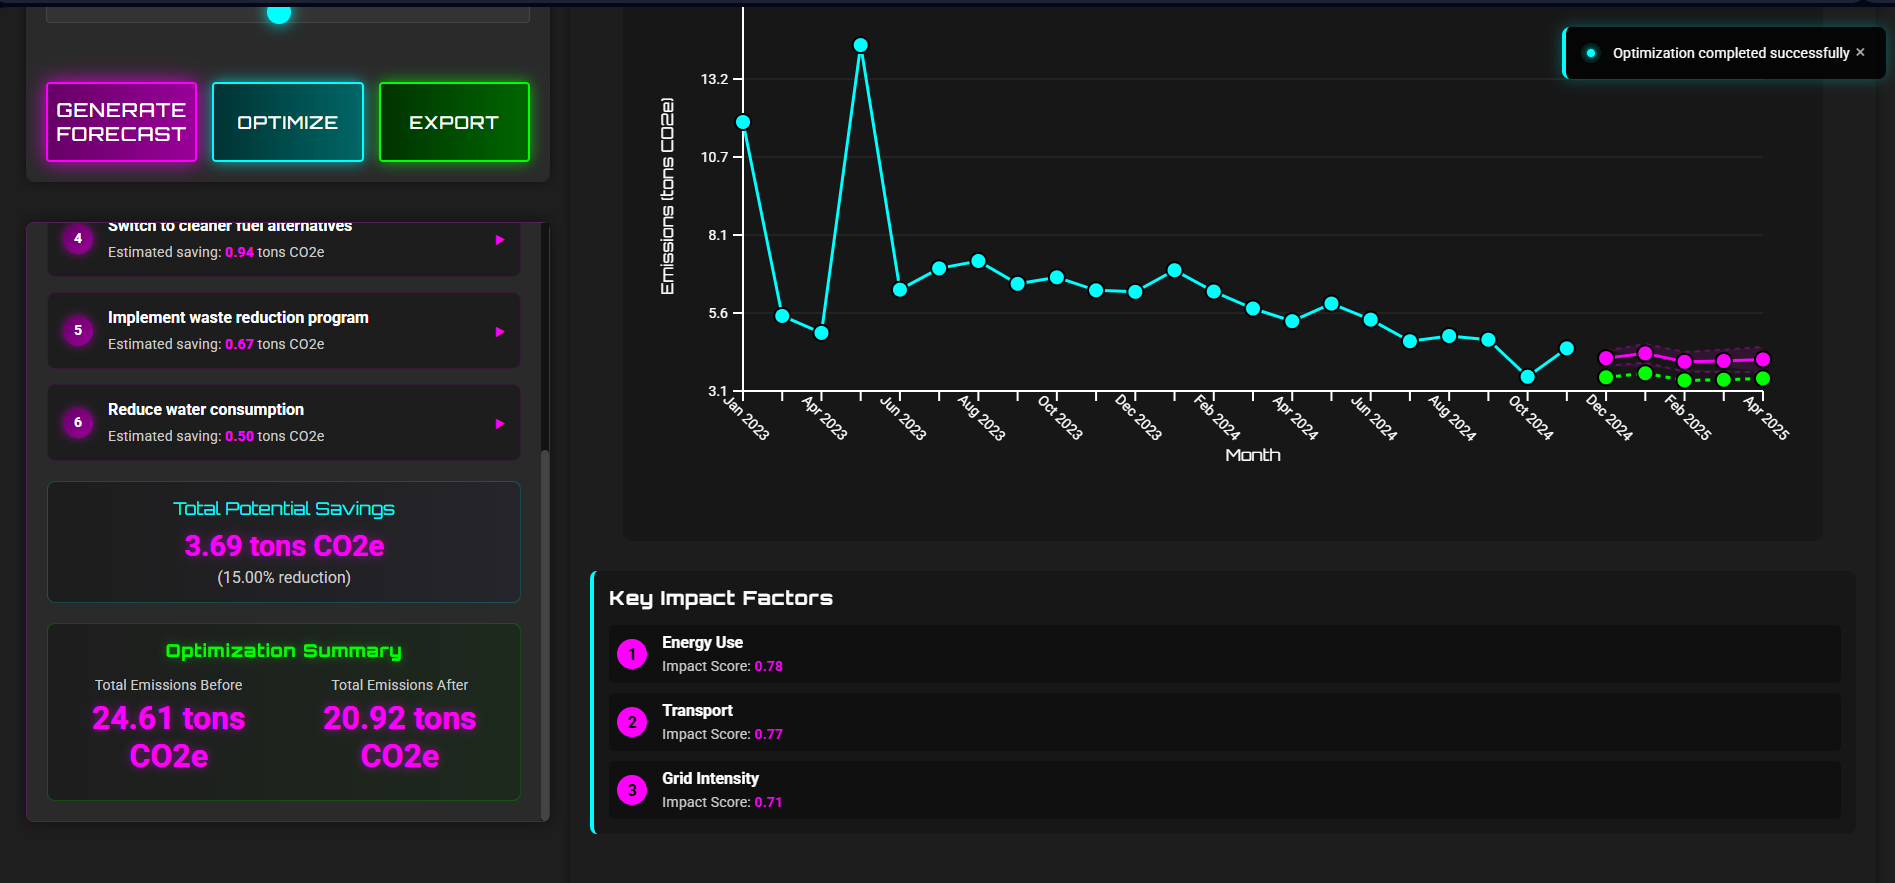 GENERATE
FORECAST
OPTIMIZE
EXPORT
4
Switch to cleaner fuel alternatives
Estimated saving: 0.94 tons CO2e
5
Implement waste reduction program
Estimated saving: 0.67 tons CO2e
6
Reduce water consumption
Estimated saving: 0.50 tons CO2e
Total Potential Savings
3.69 tons CO2e
(15.00% reduction)
Optimization Summary
Total Emissions Before
24.61 tons
CO2e
Total Emissions After
20.92 tons
CO2e
Optimization completed successfully ×
Emissions (tons CO2e)
13.2
10.7
8.1
5.6
3.1
Jan 2023
Apr 2023
Jun 2023
Aug 2023
Oct 2023
Dec 2023
Feb 2024
Apr 2024
Jun 2024
Aug 2024
Oct 2024
Dec 2024
Feb 2025
Apr 2025
Month
Key Impact Factors
1
Energy Use
Impact Score: 0.78
2
Transport
Impact Score: 0.77
3
Grid Intensity
Impact Score: 0.71